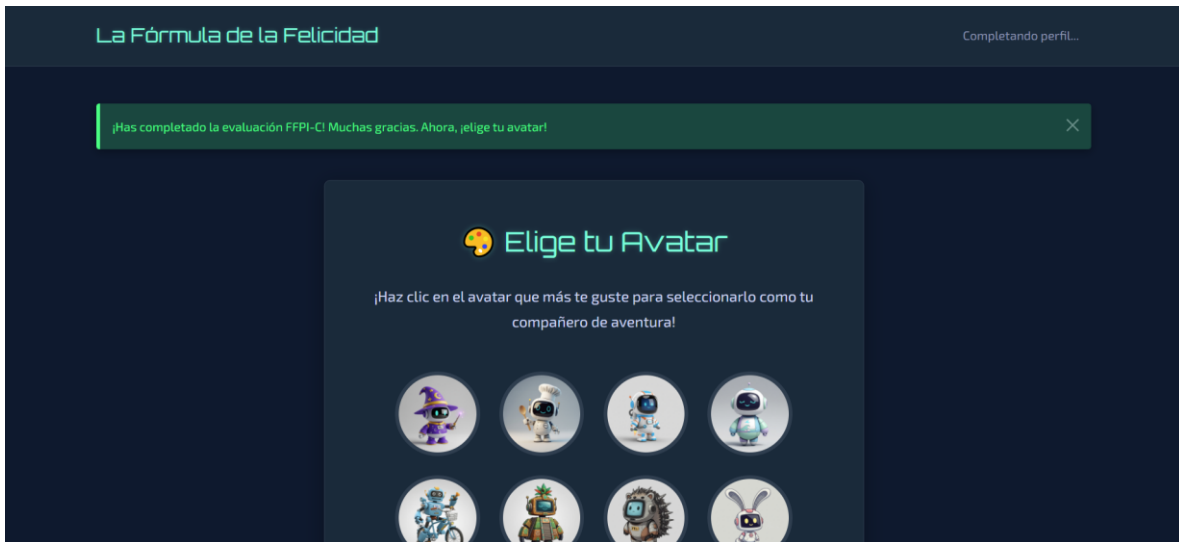 La Fórmula de la Felicidad
Completando perfil...
¡Has completado la evaluación FFPI-C! Muchas gracias. Ahora, ¡elige tu avatar!
Elige tu Avatar
¡Haz clic en el avatar que más te guste para seleccionarlo como tu
compañero de aventura!